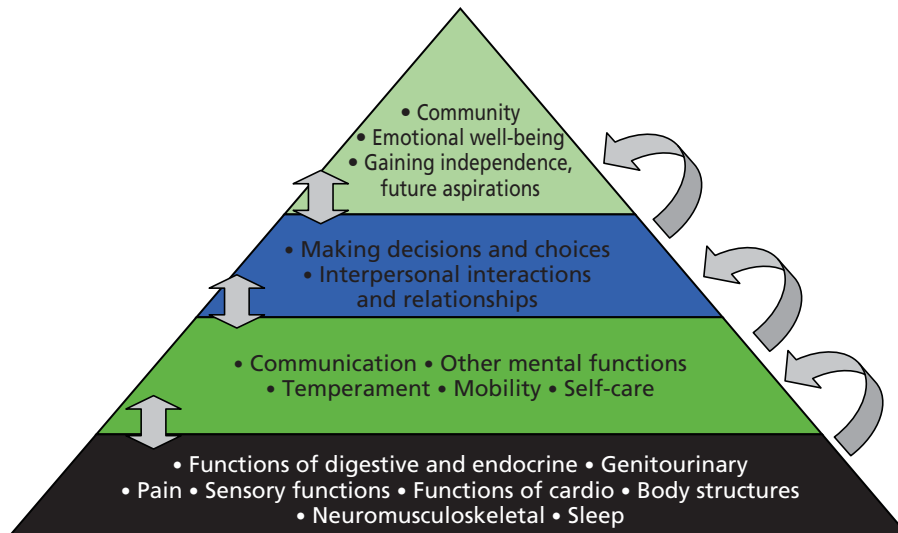 • Community
• Emotional well-being
• Gaining independence,
future aspirations
• Making decisions and choices
• Interpersonal interactions
and relationships
• Communication • Other mental functions
• Temperament • Mobility • Self-care
• Functions of digestive and endocrine • Genitourinary
• Pain • Sensory functions • Functions of cardio • Body structures
• Neuromusculoskeletal • Sleep